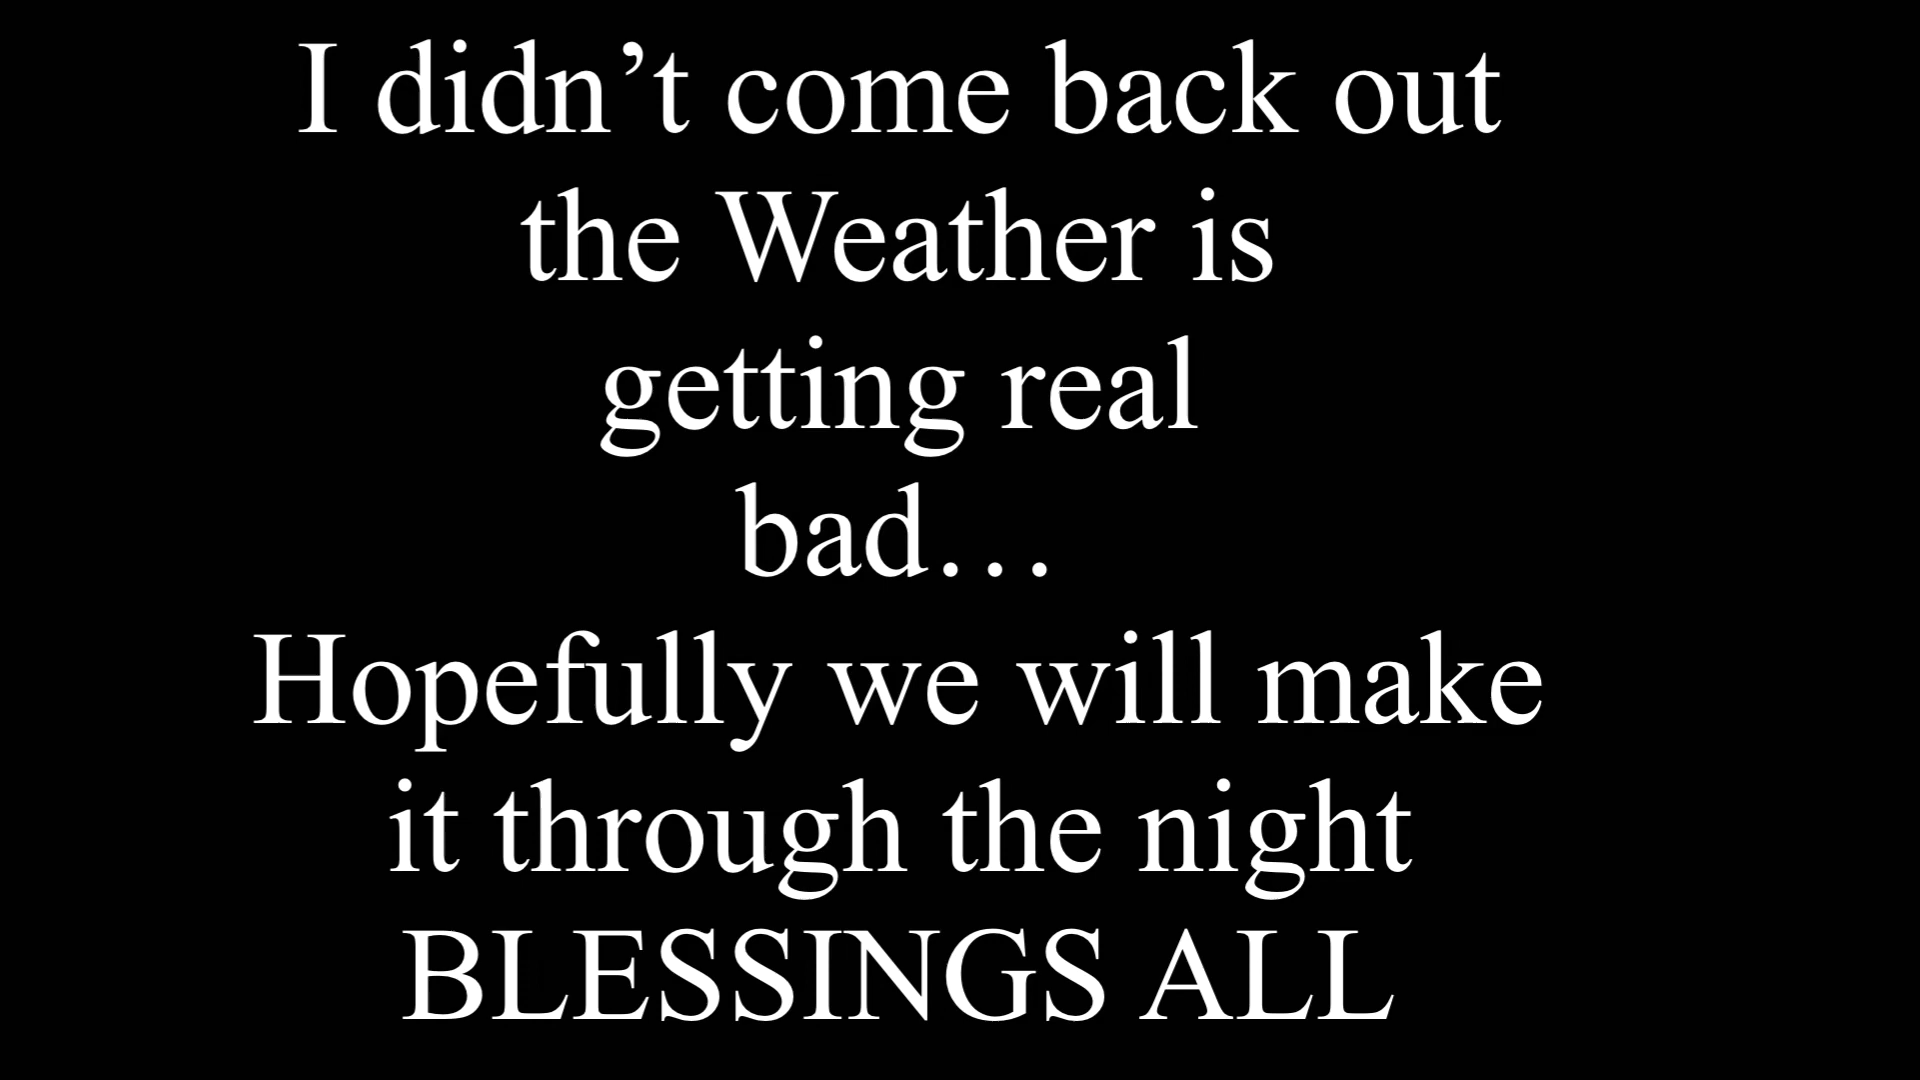 I didn’t come back out
the Weather is
getting real
bad…
Hopefully we will make
it through the night
BLESSINGS ALL